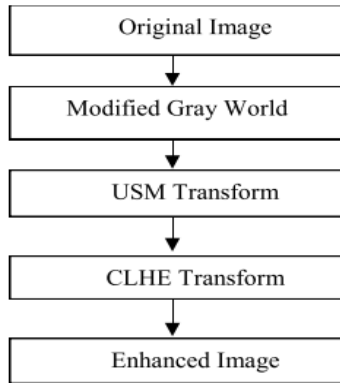 Original Image
Modified Gray World
USM Transform
CLHE Transform
Enhanced Image